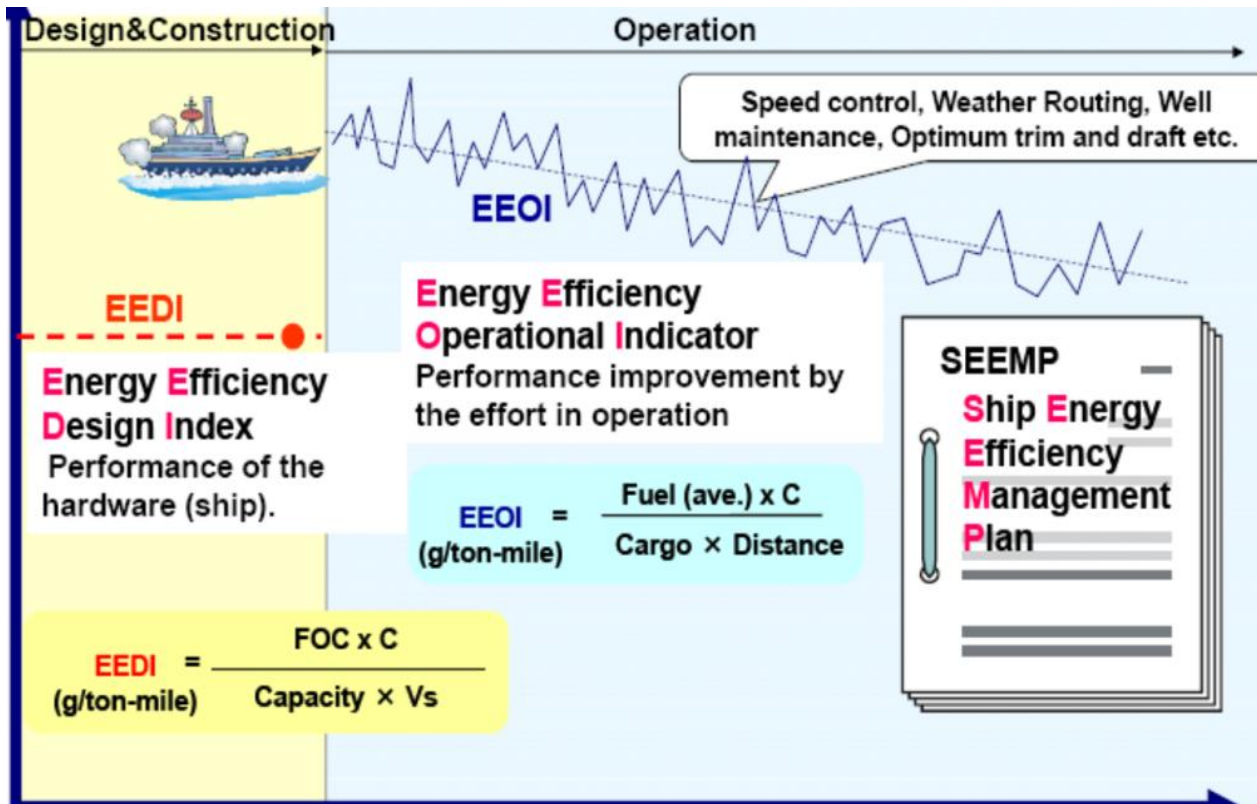 Design&Construction
Operation
Speed control, Weather Routing, Well
maintenance, Optimum trim and draft etc.
EEOI
EEDI
Energy Efficiency
Design Index
Performance of the
hardware (ship).
Energy Efficiency
Operational Indicator
Performance improvement by
the effort in operation
EEOI = Fuel (ave.) x C
(g/ton-mile) Cargo × Distance
EEDI = FOC x C
(g/ton-mile) Capacity × Vs
SEEMP
Ship Energy
Efficiency
Management
Plan